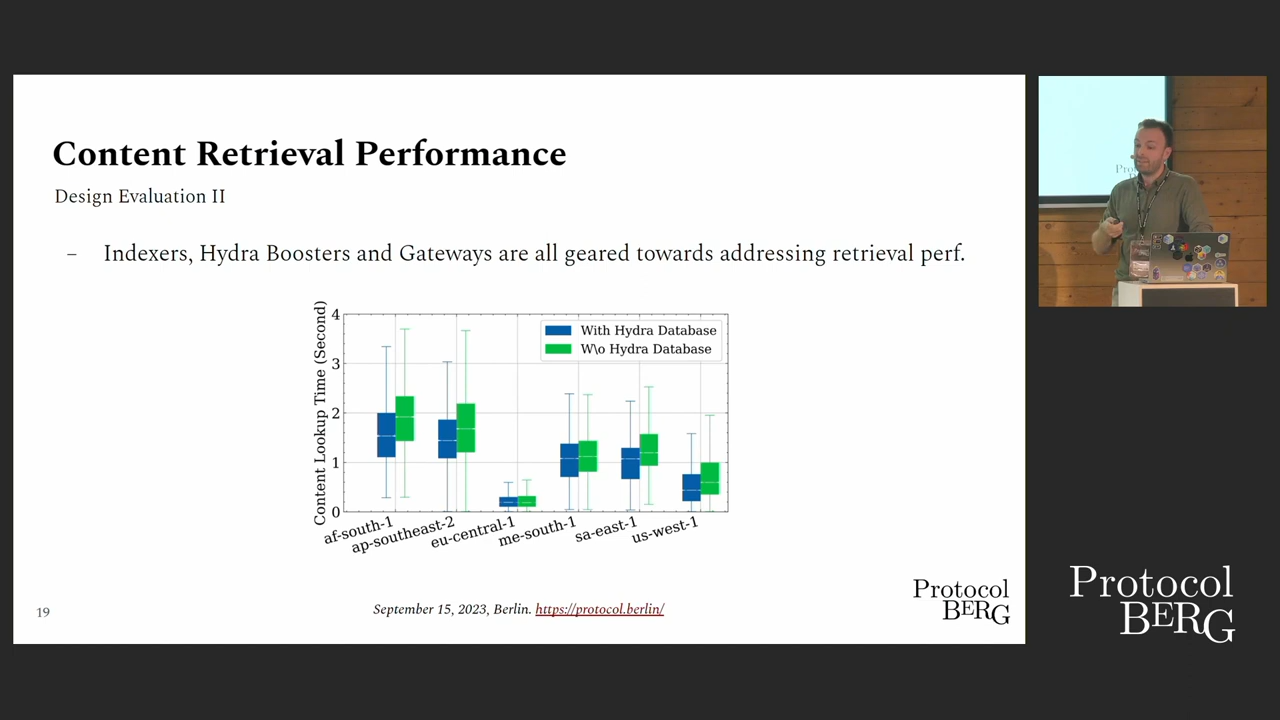 Content Retrieval Performance
Design Evaluation II
– Indexers, Hydra Boosters and Gateways are all geared towards addressing retrieval perf.
Content Lookup Time (Second)
4
3
2
1
0
With Hydra Database
W\o Hydra Database
af-south-1
ap-southeast-2
eu-central-1
me-south-1
sa-east-1
us-west-1
19
September 15, 2023, Berlin. https://protocol.berlin/
Protocol
BERG
Protocol
BERG